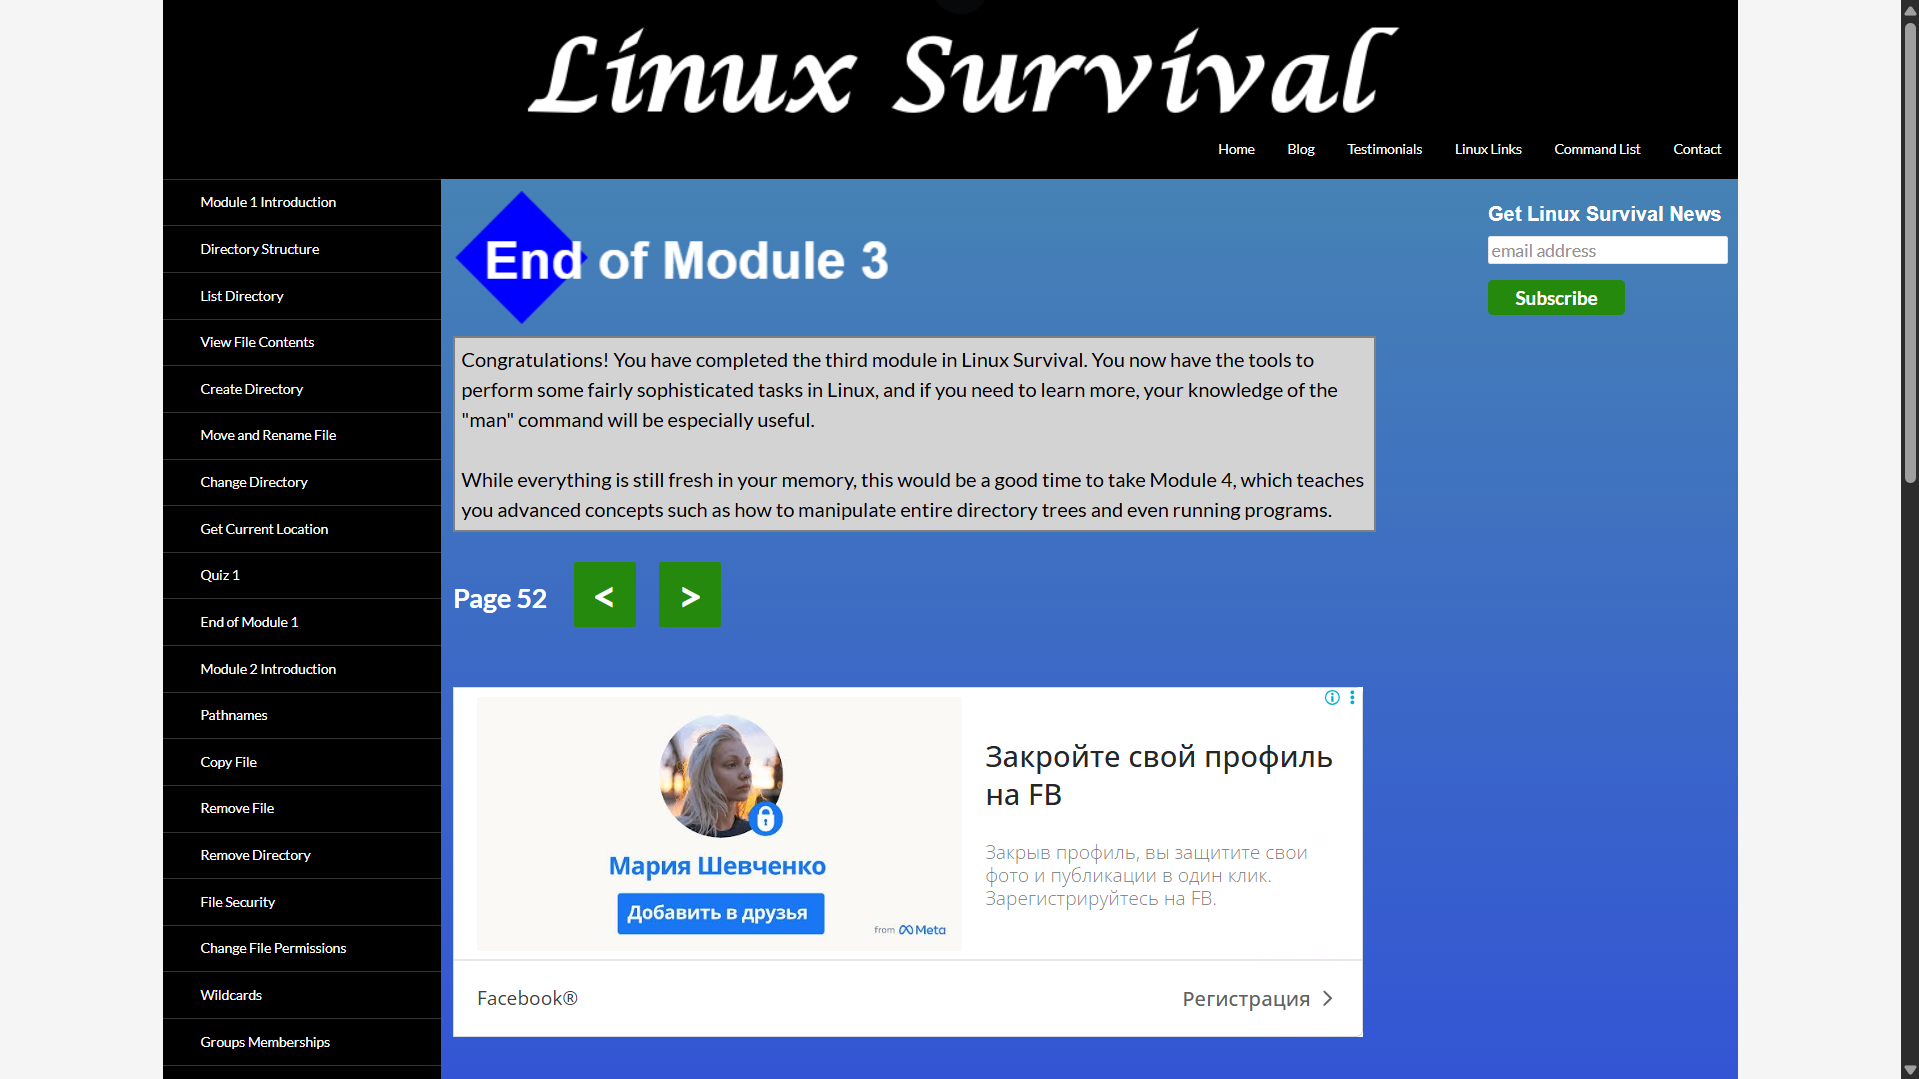 Linux Survival
Home
Blog
Testimonials
Linux Links
Command List
Contact
Module 1 Introduction
Directory Structure
List Directory
View File Contents
Create Directory
Move and Rename File
Change Directory
Get Current Location
Quiz 1
End of Module 1
Module 2 Introduction
Pathnames
Copy File
Remove File
Remove Directory
File Security
Change File Permissions
Wildcards
Groups Memberships
End of Module 3
Congratulations! You have completed the third module in Linux Survival. You now have the tools to
perform some fairly sophisticated tasks in Linux, and if you need to learn more, your knowledge of the
"man" command will be especially useful.
While everything is still fresh in your memory, this would be a good time to take Module 4, which teaches
you advanced concepts such as how to manipulate entire directory trees and even running programs.
Page 52
<
>
Get Linux Survival News
email address
Subscribe
Мария Шевченко
Добавить в друзья
from Meta
Закройте свой профиль
на FB
Закрыв профиль, вы защитите свои
фото и публикации в один клик.
Зарегистрируйтесь на FB.
Facebook®
Регистрация >